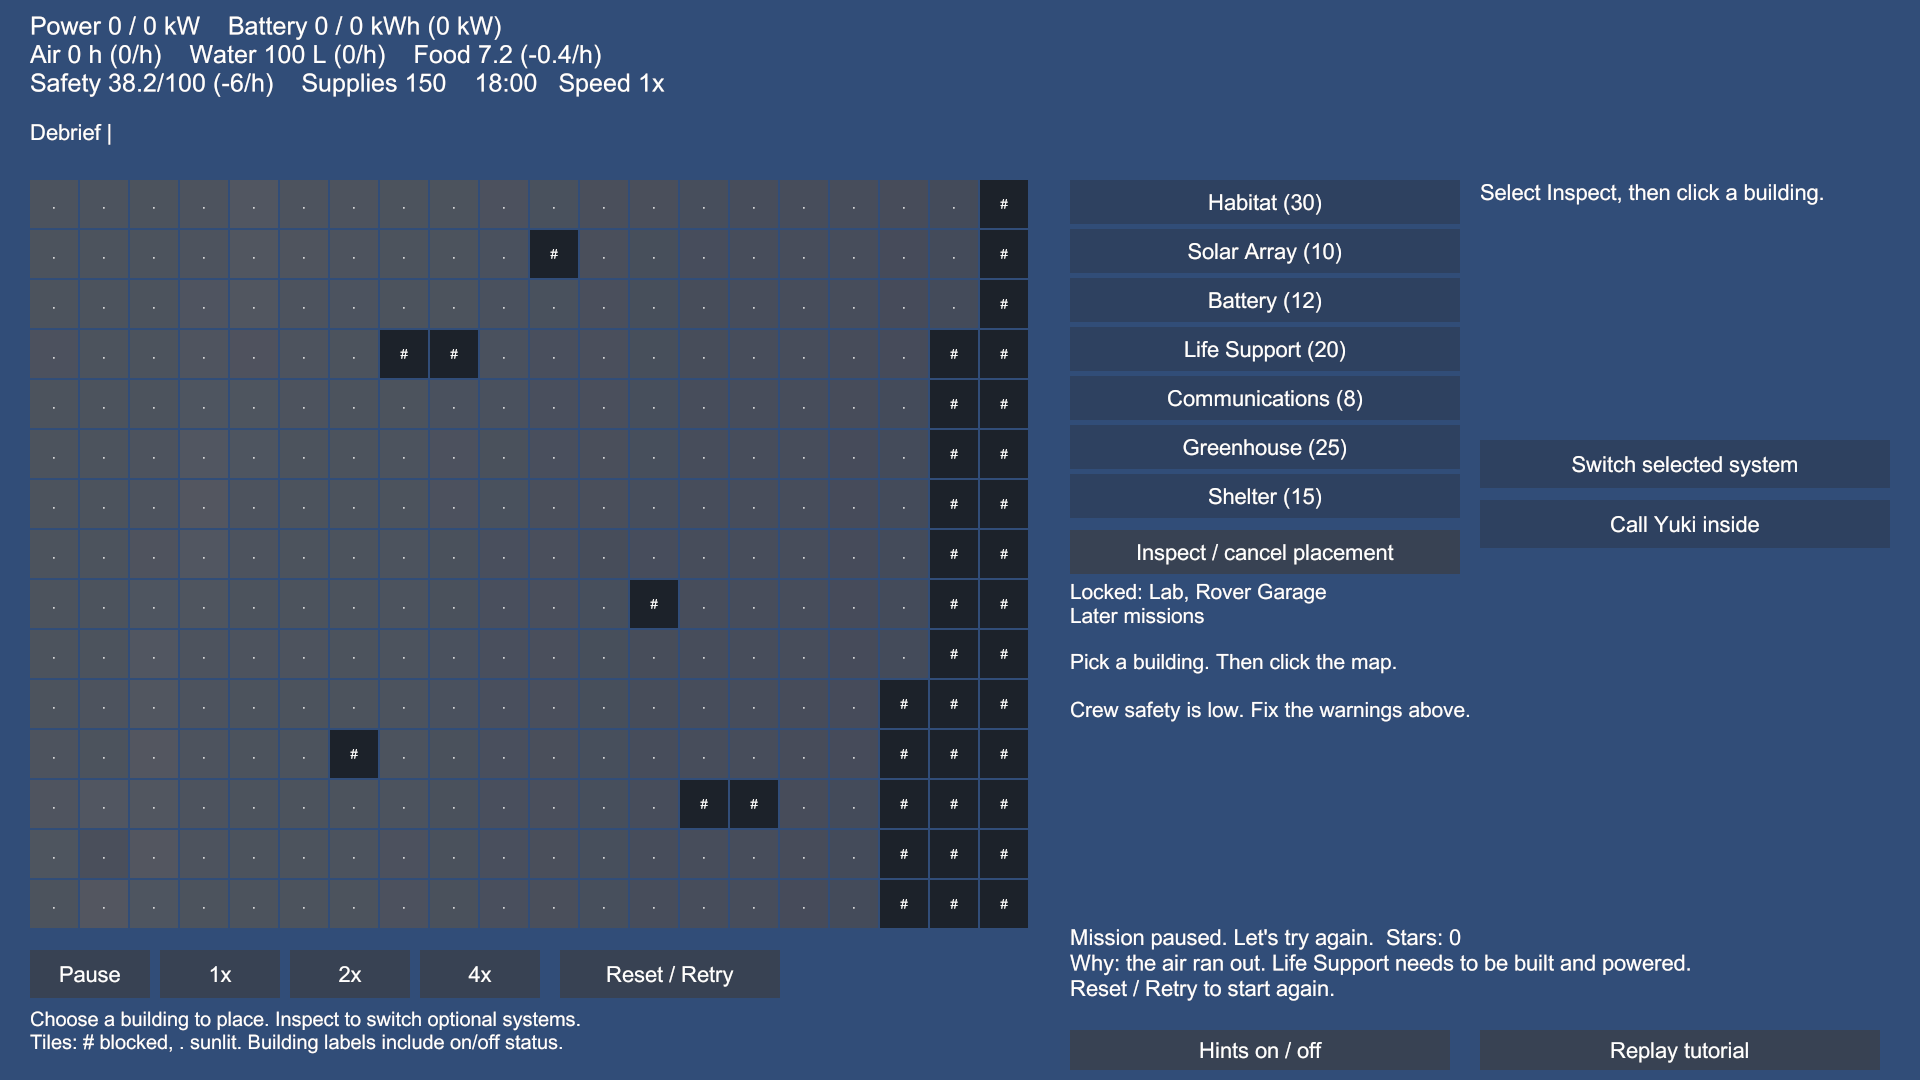 Power 0 / 0 kW    Battery 0 / 0 kWh (0 kW)
Air 0 h (0/h)    Water 100 L (0/h)    Food 7.2 (-0.4/h)
Safety 38.2/100 (-6/h)    Supplies 150    18:00   Speed 1x
Debrief |
. . . . . . . . . . . . . . . . . . . #
. . . . . . . . . . # . . . . . . . . #
. . . . . . . . . . . . . . . . . . . #
. . . . . . . # # . . . . . . . . . # #
. . . . . . . . . . . . . . . . . . # #
. . . . . . . . . . . . . . . . . . # #
. . . . . . . . . . . . . . . . . . # #
. . . . . . . . . . . . . . . . . . # #
. . . . . . . . . . . . # . . . . . # #
. . . . . . . . . . . . . . . . . . # #
. . . . . . . . . . . . . . . . . # # #
. . . . . . # . . . . . . . . . . # # #
. . . . . . . . . . . . . # # . . # # #
. . . . . . . . . . . . . . . . . # # #
. . . . . . . . . . . . . . . . . # # #
Pause    1x    2x    4x    Reset / Retry
Choose a building to place. Inspect to switch optional systems.
Tiles: # blocked, . sunlit. Building labels include on/off status.
Habitat (30)
Solar Array (10)
Battery (12)
Life Support (20)
Communications (8)
Greenhouse (25)
Shelter (15)
Inspect / cancel placement
Locked: Lab, Rover Garage
Later missions
Pick a building. Then click the map.
Crew safety is low. Fix the warnings above.
Select Inspect, then click a building.
Switch selected system
Call Yuki inside
Mission paused. Let's try again.  Stars: 0
Why: the air ran out. Life Support needs to be built and powered.
Reset / Retry to start again.
Hints on / off    Replay tutorial